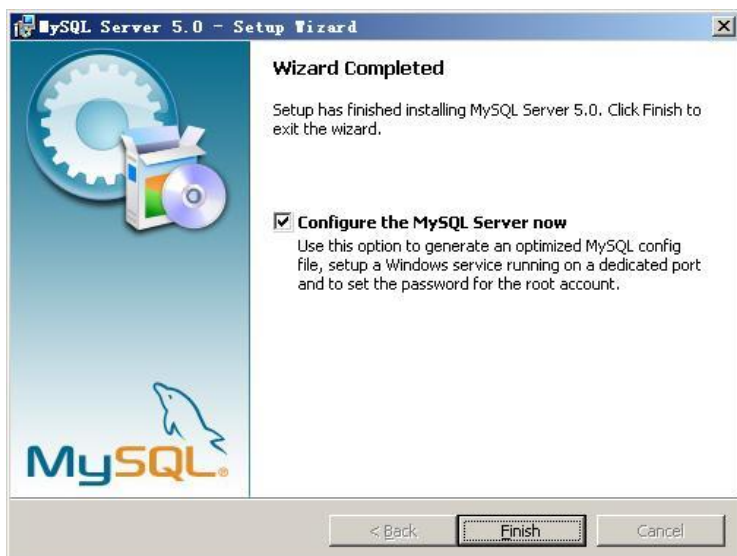 MySQL Server 5.0 - Setup Wizard
Wizard Completed
Setup has finished installing MySQL Server 5.0. Click Finish to
exit the wizard.
Configure the MySQL Server now
Use this option to generate an optimized MySQL config
file, setup a Windows service running on a dedicated port
and to set the password for the root account.
MySQL®
< Back
Finish
Cancel